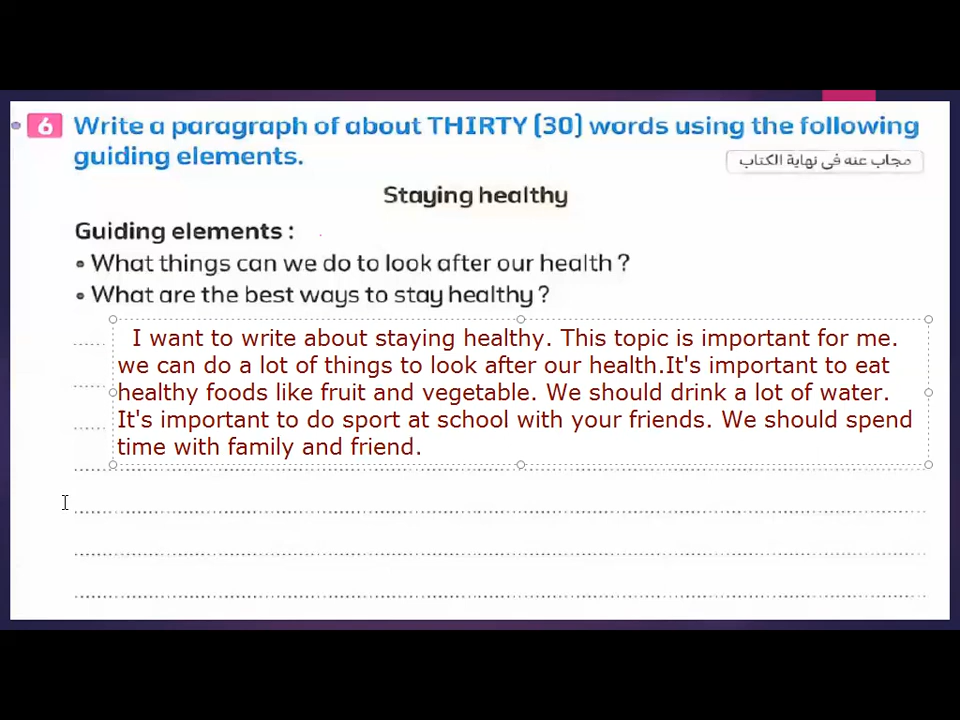 6 Write a paragraph of about THIRTY (30) words using the following
guiding elements.
مجاب عنه فى نهاية الكتاب
Staying healthy
Guiding elements :
• What things can we do to look after our health ?
• What are the best ways to stay healthy ?
I want to write about staying healthy. This topic is important for me.
we can do a lot of things to look after our health.It's important to eat
healthy foods like fruit and vegetable. We should drink a lot of water.
It's important to do sport at school with your friends. We should spend
time with family and friend.